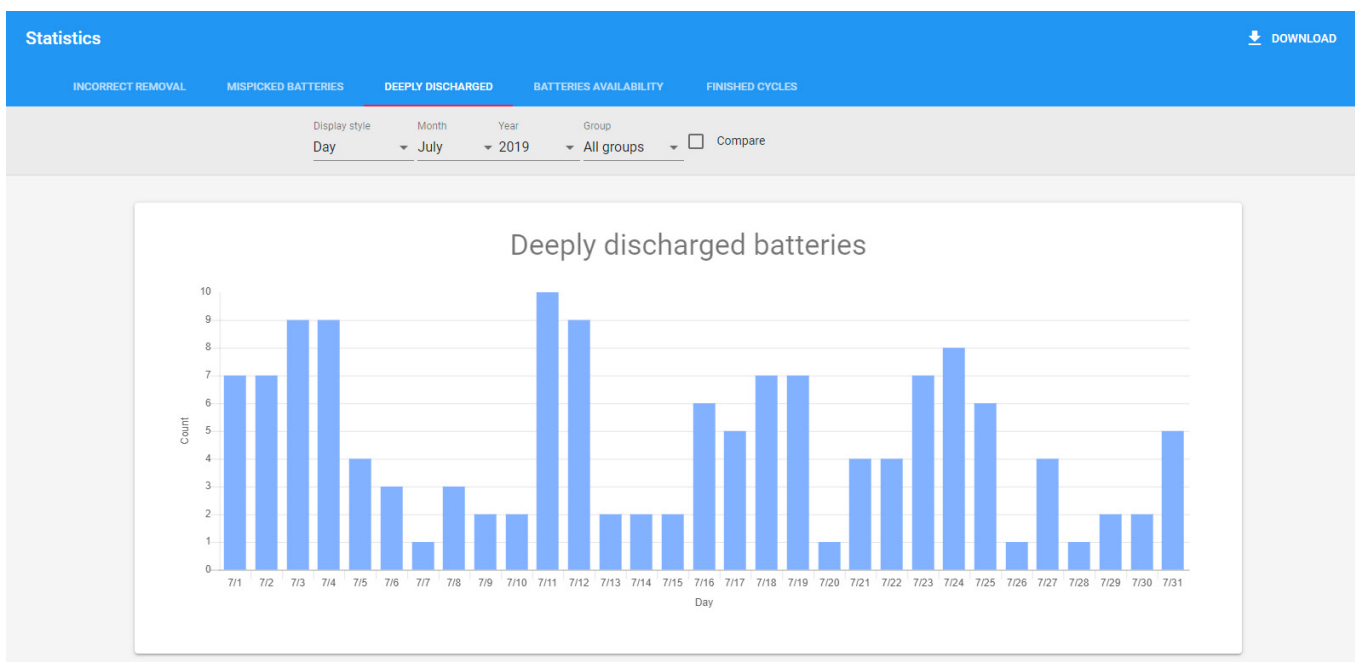 Statistics
DOWNLOAD
INCORRECT REMOVAL MISPICKED BATTERIES DEEPLY DISCHARGED BATTERIES AVAILABILITY FINISHED CYCLES
Display style Month Year Group
Day July 2019 All groups Compare
Deeply discharged batteries
10
9
8
7
6
5
4
3
2
1
0
Count
7/1 7/2 7/3 7/4 7/5 7/6 7/7 7/8 7/9 7/10 7/11 7/12 7/13 7/14 7/15 7/16 7/17 7/18 7/19 7/20 7/21 7/22 7/23 7/24 7/25 7/26 7/27 7/28 7/29 7/30 7/31
Day